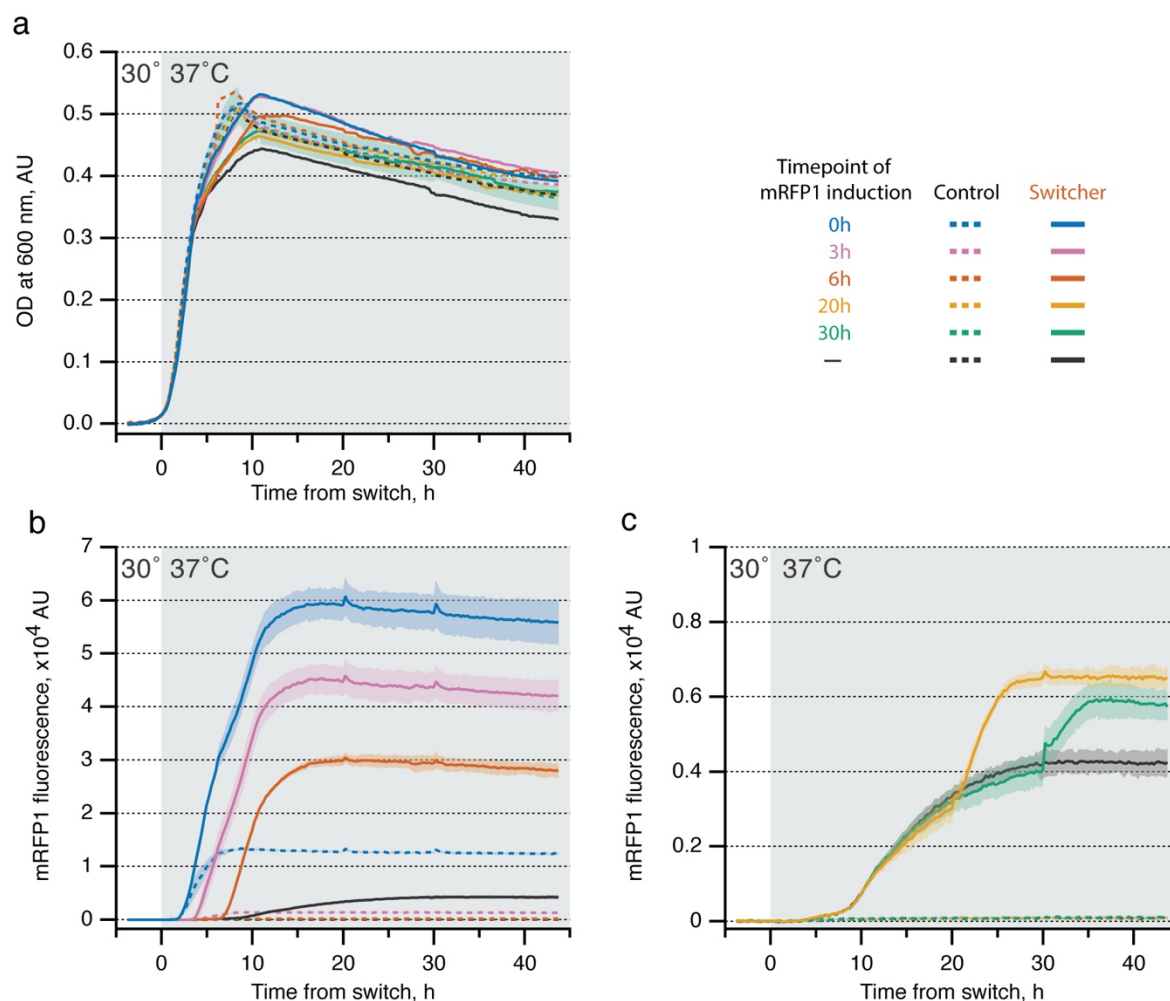 a
0.6
0.5
0.4
0.3
0.2
0.1
0.0
OD at 600 nm, AU
30° 37°C
0 10 20 30 40
Time from switch, h
Timepoint of
mRFP1 induction Control Switcher
0h
3h
6h
20h
30h
—
b
7
6
5
4
3
2
1
0
mRFP1 fluorescence, x10⁴ AU
30° 37°C
0 10 20 30 40
Time from switch, h
c
1
0.8
0.6
0.4
0.2
0
mRFP1 fluorescence, x10⁴ AU
30° 37°C
0 10 20 30 40
Time from switch, h